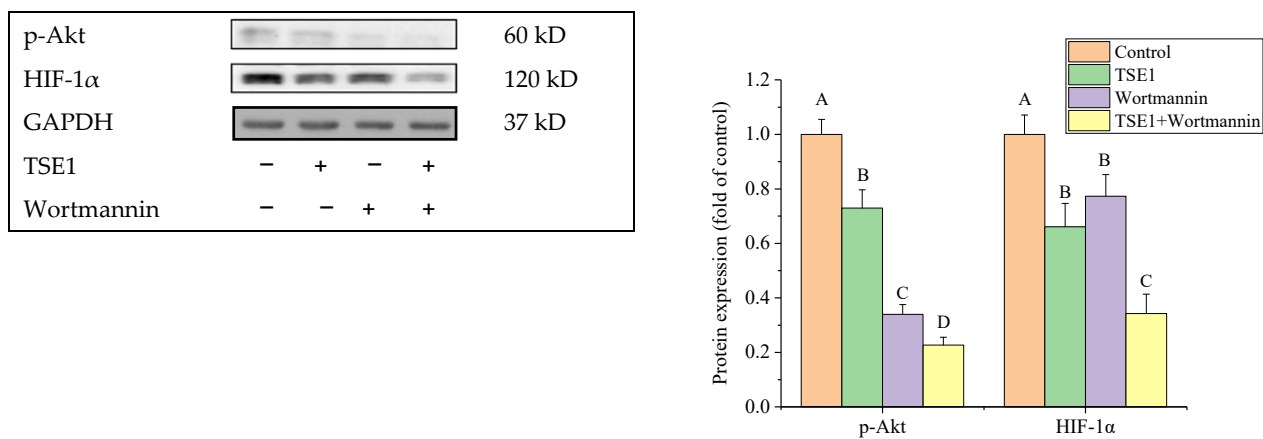 p-Akt 60 kD
HIF-1α 120 kD
GAPDH 37 kD
TSE1 − + − +
Wortmannin − − + +
Control
TSE1
Wortmannin
TSE1+Wortmannin
Protein expression (fold of control)
1.2
1.0
0.8
0.6
0.4
0.2
0.0
A
B
C
D
A
B
B
C
p-Akt HIF-1α